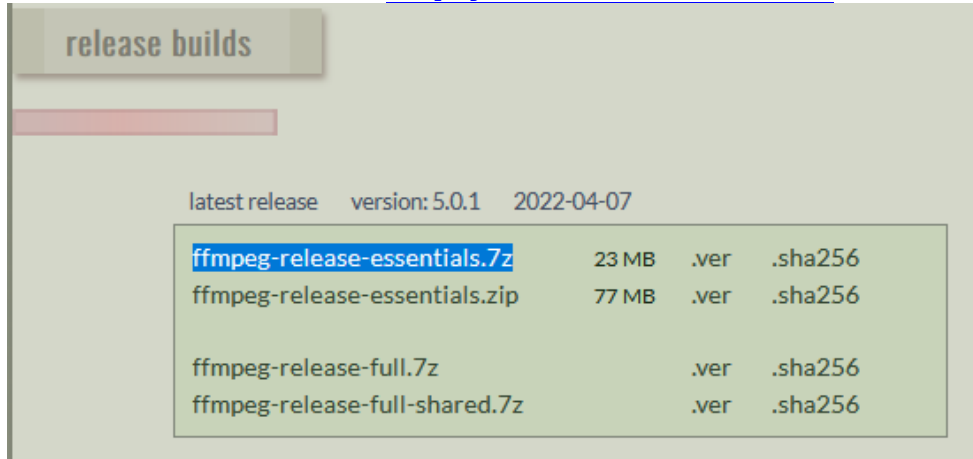 release builds
latest release version: 5.0.1 2022-04-07
ffmpeg-release-essentials.7z 23 MB .ver .sha256
ffmpeg-release-essentials.zip 77 MB .ver .sha256
ffmpeg-release-full.7z .ver .sha256
ffmpeg-release-full-shared.7z .ver .sha256